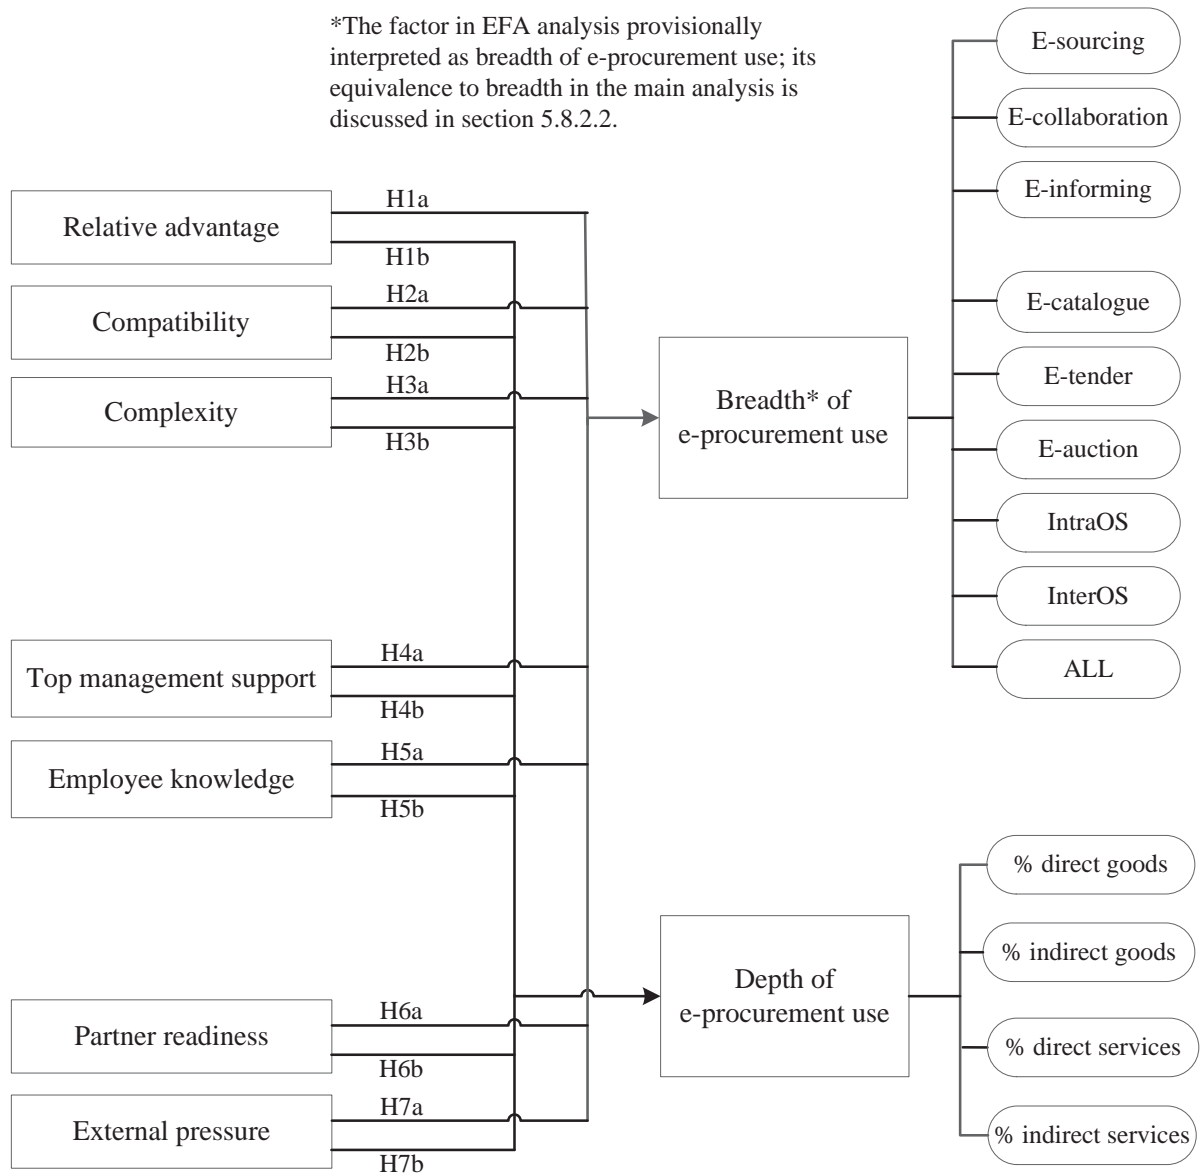 *The factor in EFA analysis provisionally
interpreted as breadth of e-procurement use; its
equivalence to breadth in the main analysis is
discussed in section 5.8.2.2.
Relative advantage
H1a
H1b
Compatibility
H2a
H2b
Complexity
H3a
H3b
Top management support
H4a
H4b
Employee knowledge
H5a
H5b
Partner readiness
H6a
H6b
External pressure
H7a
H7b
Breadth* of
e-procurement use
Depth of
e-procurement use
E-sourcing
E-collaboration
E-informing
E-catalogue
E-tender
E-auction
IntraOS
InterOS
ALL
% direct goods
% indirect goods
% direct services
% indirect services